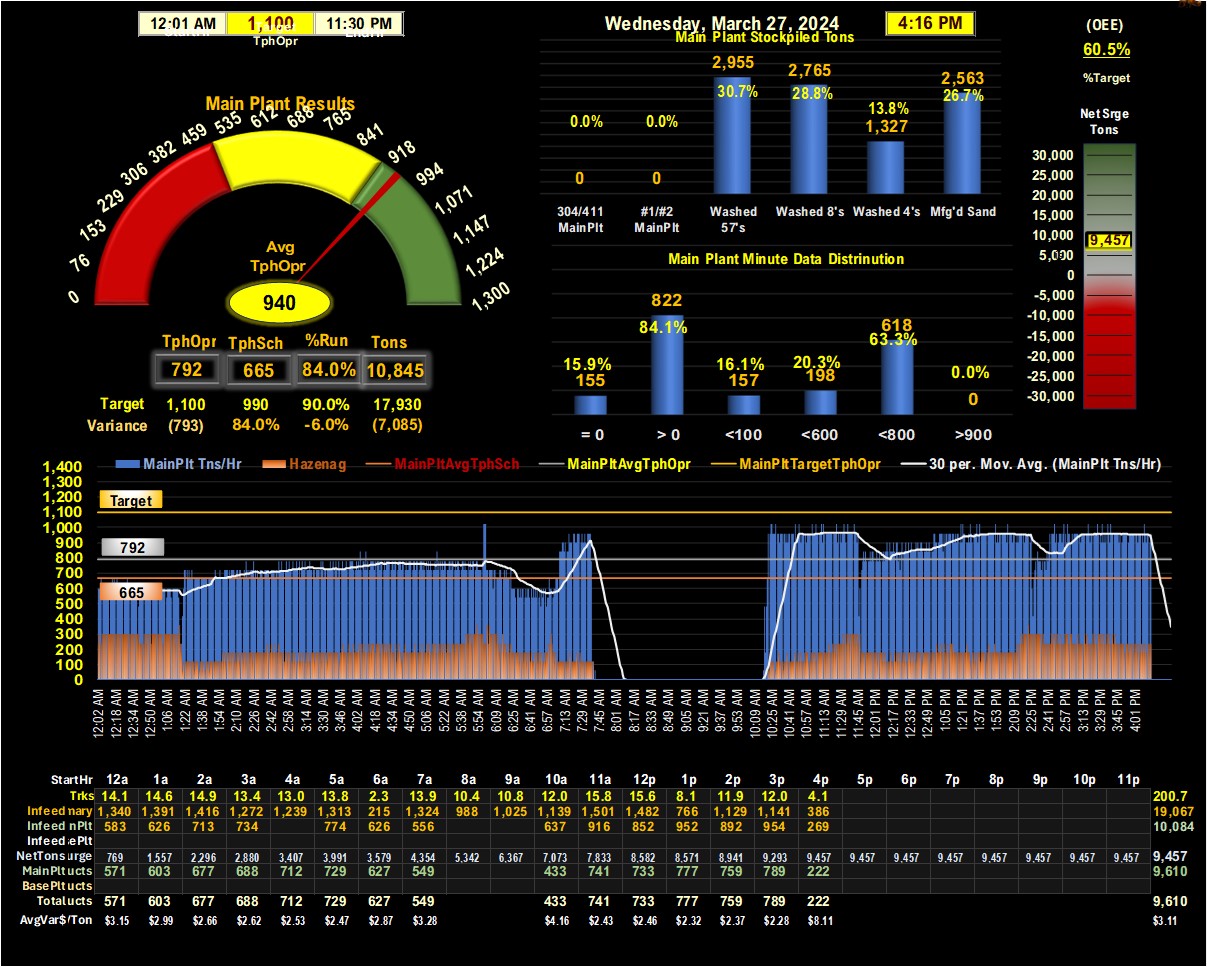 12:01 AM 1,100 11:30 PM
StartHr Target EndHr
TphOpr
Wednesday, March 27, 2024 4:16 PM
(OEE)
60.5%
%Target
Main Plant Results
0 76 153 229 306 382 459 535 612 688 765 841 918 994 1,071 1,147 1,224 1,300
Avg
TphOpr
940
TphOpr TphSch %Run Tons
792 665 84.0% 10,845
Target 1,100 990 90.0% 17,930
Variance (793) 84.0% -6.0% (7,085)
Main Plant Stockpiled Tons
2,955 2,765 2,563
30.7% 28.8% 13.8% 26.7%
0.0% 0.0% 1,327
0 0
304/411 MainPlt
#1/#2 MainPlt
Washed 57's
Washed 8's
Washed 4's
Mfg'd Sand
Main Plant Minute Data Distrinution
822 618
84.1% 63.3%
15.9% 16.1% 20.3% 0.0%
155 157 198 0
= 0 > 0 <100 <600 <800 >900
Net Srge
Tons
30,000
25,000
20,000
15,000
10,000
9,457
5,000
0
-5,000
-10,000
-15,000
-20,000
-25,000
-30,000
MainPlt Tns/Hr Hazenag MainPltAvgTphSch MainPltAvgTphOpr MainPltTargetTphOpr 30 per. Mov. Avg. (MainPlt Tns/Hr)
1,400
1,300
1,200
1,100
1,000
900
800
700
600
500
400
300
200
100
0
Target
792
665
12:02 AM 12:18 AM 12:34 AM 12:50 AM 1:06 AM 1:22 AM 1:38 AM 1:54 AM 2:10 AM 2:26 AM 2:42 AM 2:58 AM 3:14 AM 3:30 AM 3:46 AM 4:02 AM 4:18 AM 4:34 AM 4:50 AM 5:06 AM 5:22 AM 5:38 AM 5:54 AM 6:09 AM 6:25 AM 6:41 AM 6:57 AM 7:13 AM 7:29 AM 7:45 AM 8:01 AM 8:17 AM 8:33 AM 8:49 AM 9:05 AM 9:21 AM 9:37 AM 9:53 AM 10:09 AM 10:25 AM 10:41 AM 10:57 AM 11:13 AM 11:29 AM 11:45 AM 12:01 PM 12:17 PM 12:33 PM 12:49 PM 1:05 PM 1:21 PM 1:37 PM 1:53 PM 2:09 PM 2:25 PM 2:41 PM 2:57 PM 3:13 PM 3:29 PM 3:45 PM 4:01 PM
StartHr 12a 1a 2a 3a 4a 5a 6a 7a 8a 9a 10a 11a 12p 1p 2p 3p 4p 5p 6p 7p 8p 9p 10p 11p
Trks 14.1 14.6 14.9 13.4 13.0 13.8 2.3 13.9 10.4 10.8 12.0 15.8 15.6 8.1 11.9 12.0 4.1 200.7
Infeed nary 1,340 1,391 1,416 1,272 1,239 1,313 215 1,324 988 1,025 1,139 1,501 1,482 766 1,129 1,141 386 19,067
Infeed nPlt 583 626 713 734 774 626 556 637 916 852 952 892 954 269 10,084
Infeed ePlt
NetTons urge 769 1,557 2,296 2,880 3,407 3,991 3,579 4,354 5,342 6,367 7,073 7,833 8,582 8,571 8,941 9,293 9,457 9,457 9,457 9,457 9,457 9,457 9,457 9,457 9,457
MainPlt ucts 571 603 677 688 712 729 627 549 433 741 733 777 759 789 222 9,610
BasePlt ucts
Total ucts 571 603 677 688 712 729 627 549 433 741 733 777 759 789 222 9,610
AvgVar$/Ton $3.15 $2.99 $2.66 $2.62 $2.53 $2.47 $2.87 $3.28 $4.16 $2.43 $2.46 $2.32 $2.37 $2.28 $8.11 $3.11